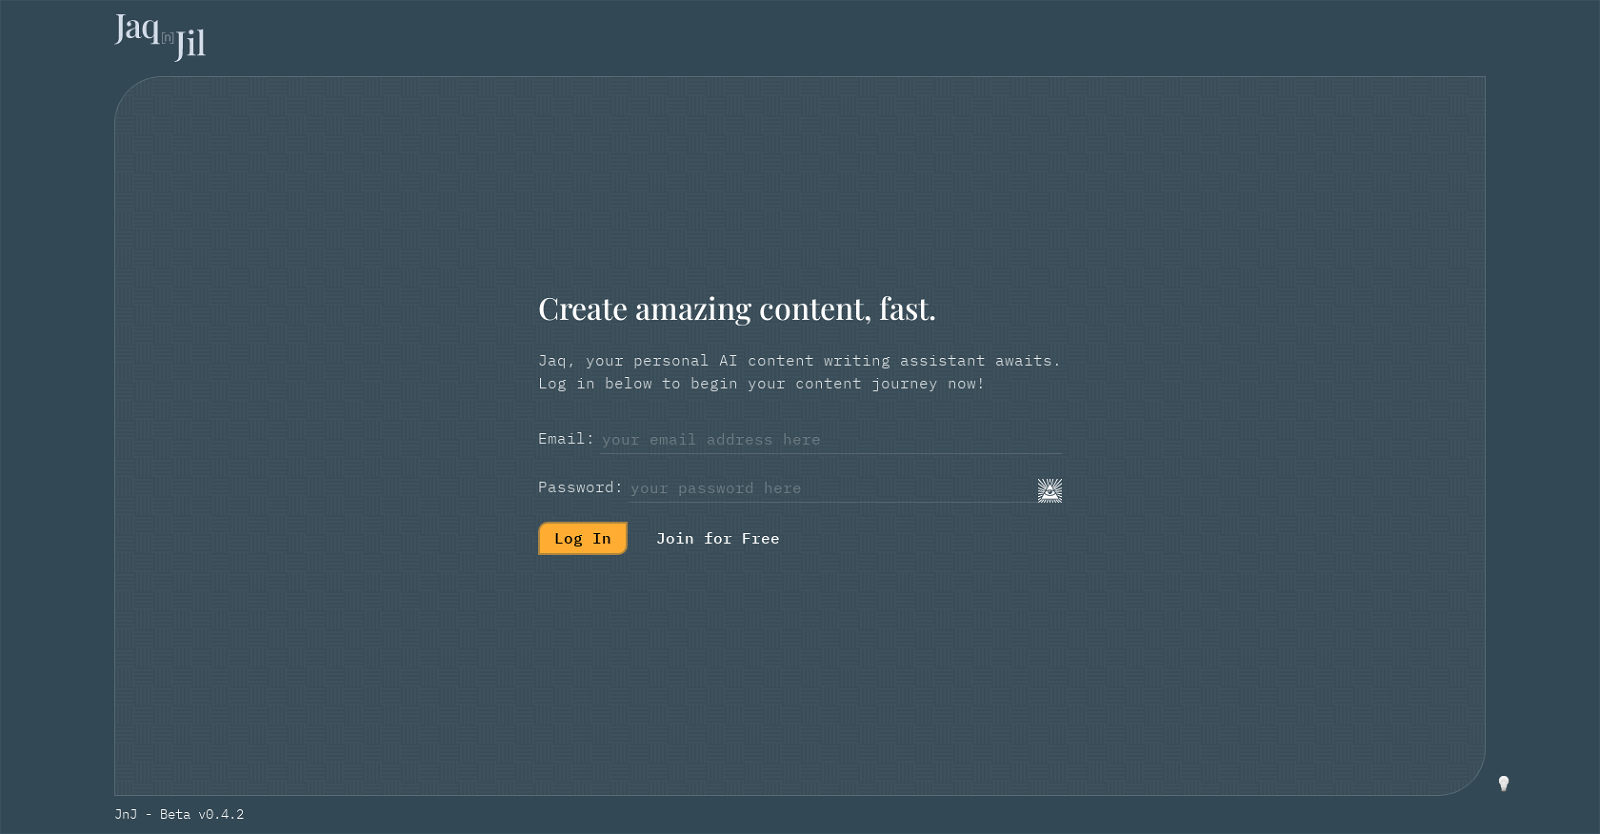 Jaq [n] Jil
Create amazing content, fast.
Jaq, your personal AI content writing assistant awaits.
Log in below to begin your content journey now!
Email: your email address here
Password: your password here
Log In Join for Free
JnJ - Beta v0.4.2